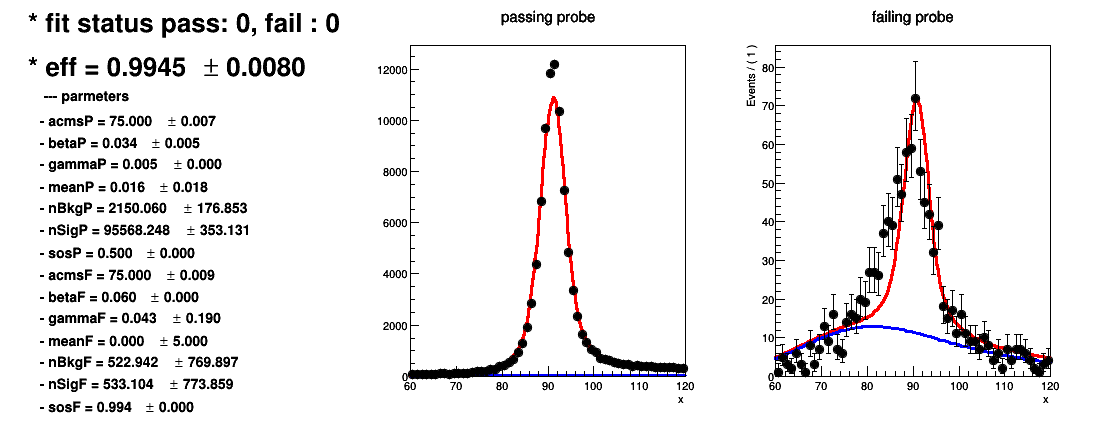 * fit status pass: 0, fail : 0
* eff = 0.9945 ± 0.0080
--- parmeters
- acmsP = 75.000 ± 0.007
- betaP = 0.034 ± 0.005
- gammaP = 0.005 ± 0.000
- meanP = 0.016 ± 0.018
- nBkgP = 2150.060 ± 176.853
- nSigP = 95568.248 ± 353.131
- sosP = 0.500 ± 0.000
- acmsF = 75.000 ± 0.009
- betaF = 0.060 ± 0.000
- gammaF = 0.043 ± 0.190
- meanF = 0.000 ± 5.000
- nBkgF = 522.942 ± 769.897
- nSigF = 533.104 ± 773.859
- sosF = 0.994 ± 0.000
passing probe
12000
10000
8000
6000
4000
2000
0
60 70 80 90 100 110 120
x
failing probe
Events / ( 1 )
80
70
60
50
40
30
20
10
0
60 70 80 90 100 110 120
x